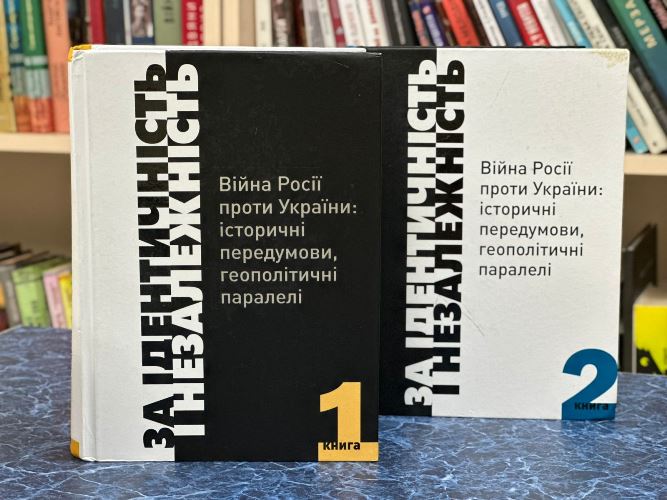 ЗА ІДЕНТИЧНІСТЬ
І НЕЗАЛЕЖНІСТЬ
Війна Росії
проти України:
історичні
передумови,
геополітичні
паралелі
1
книга
ЗА ІДЕНТИЧНІСТЬ
І НЕЗАЛЕЖНІСТЬ
Війна Росії
проти України:
історичні
передумови,
геополітичні
паралелі
2
книга